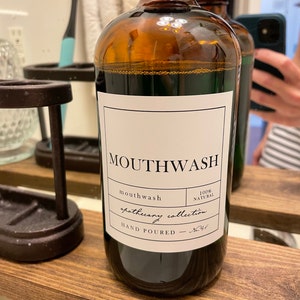 MOUTHWASH
mouthwash
100%
NATURAL
apothecary collection
HAND POURED —